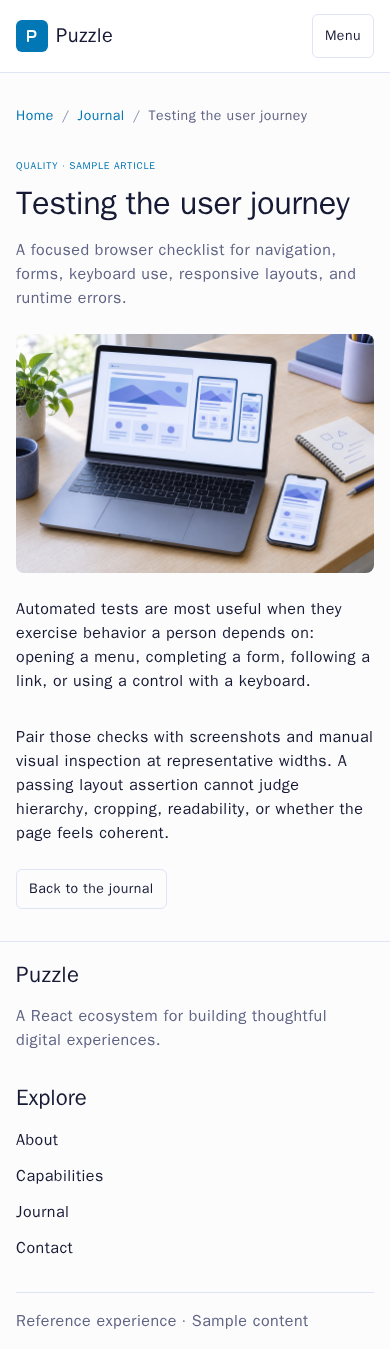 P Puzzle
Menu
Home / Journal / Testing the user journey
QUALITY · SAMPLE ARTICLE
Testing the user journey
A focused browser checklist for navigation,
forms, keyboard use, responsive layouts, and
runtime errors.
Automated tests are most useful when they
exercise behavior a person depends on:
opening a menu, completing a form, following a
link, or using a control with a keyboard.
Pair those checks with screenshots and manual
visual inspection at representative widths. A
passing layout assertion cannot judge
hierarchy, cropping, readability, or whether the
page feels coherent.
Back to the journal
Puzzle
A React ecosystem for building thoughtful
digital experiences.
Explore
About
Capabilities
Journal
Contact
Reference experience · Sample content